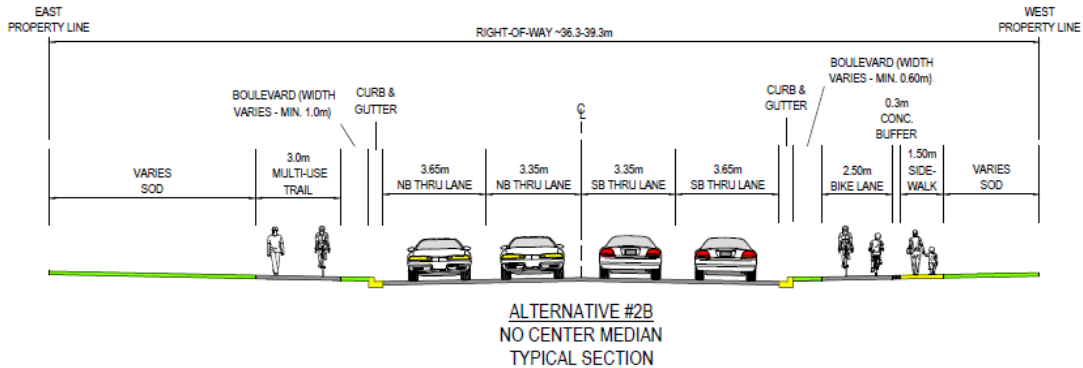 EAST
PROPERTY LINE
WEST
PROPERTY LINE
RIGHT-OF-WAY ~36.3-39.3m
BOULEVARD (WIDTH
VARIES - MIN. 1.0m)
CURB &
GUTTER
℄
CURB &
GUTTER
BOULEVARD (WIDTH
VARIES - MIN. 0.60m)
0.3m
CONC.
BUFFER
VARIES
SOD
3.0m
MULTI-USE
TRAIL
3.65m
NB THRU LANE
3.35m
NB THRU LANE
3.35m
SB THRU LANE
3.65m
SB THRU LANE
2.50m
BIKE LANE
1.50m
SIDE-
WALK
VARIES
SOD
ALTERNATIVE #2B
NO CENTER MEDIAN
TYPICAL SECTION